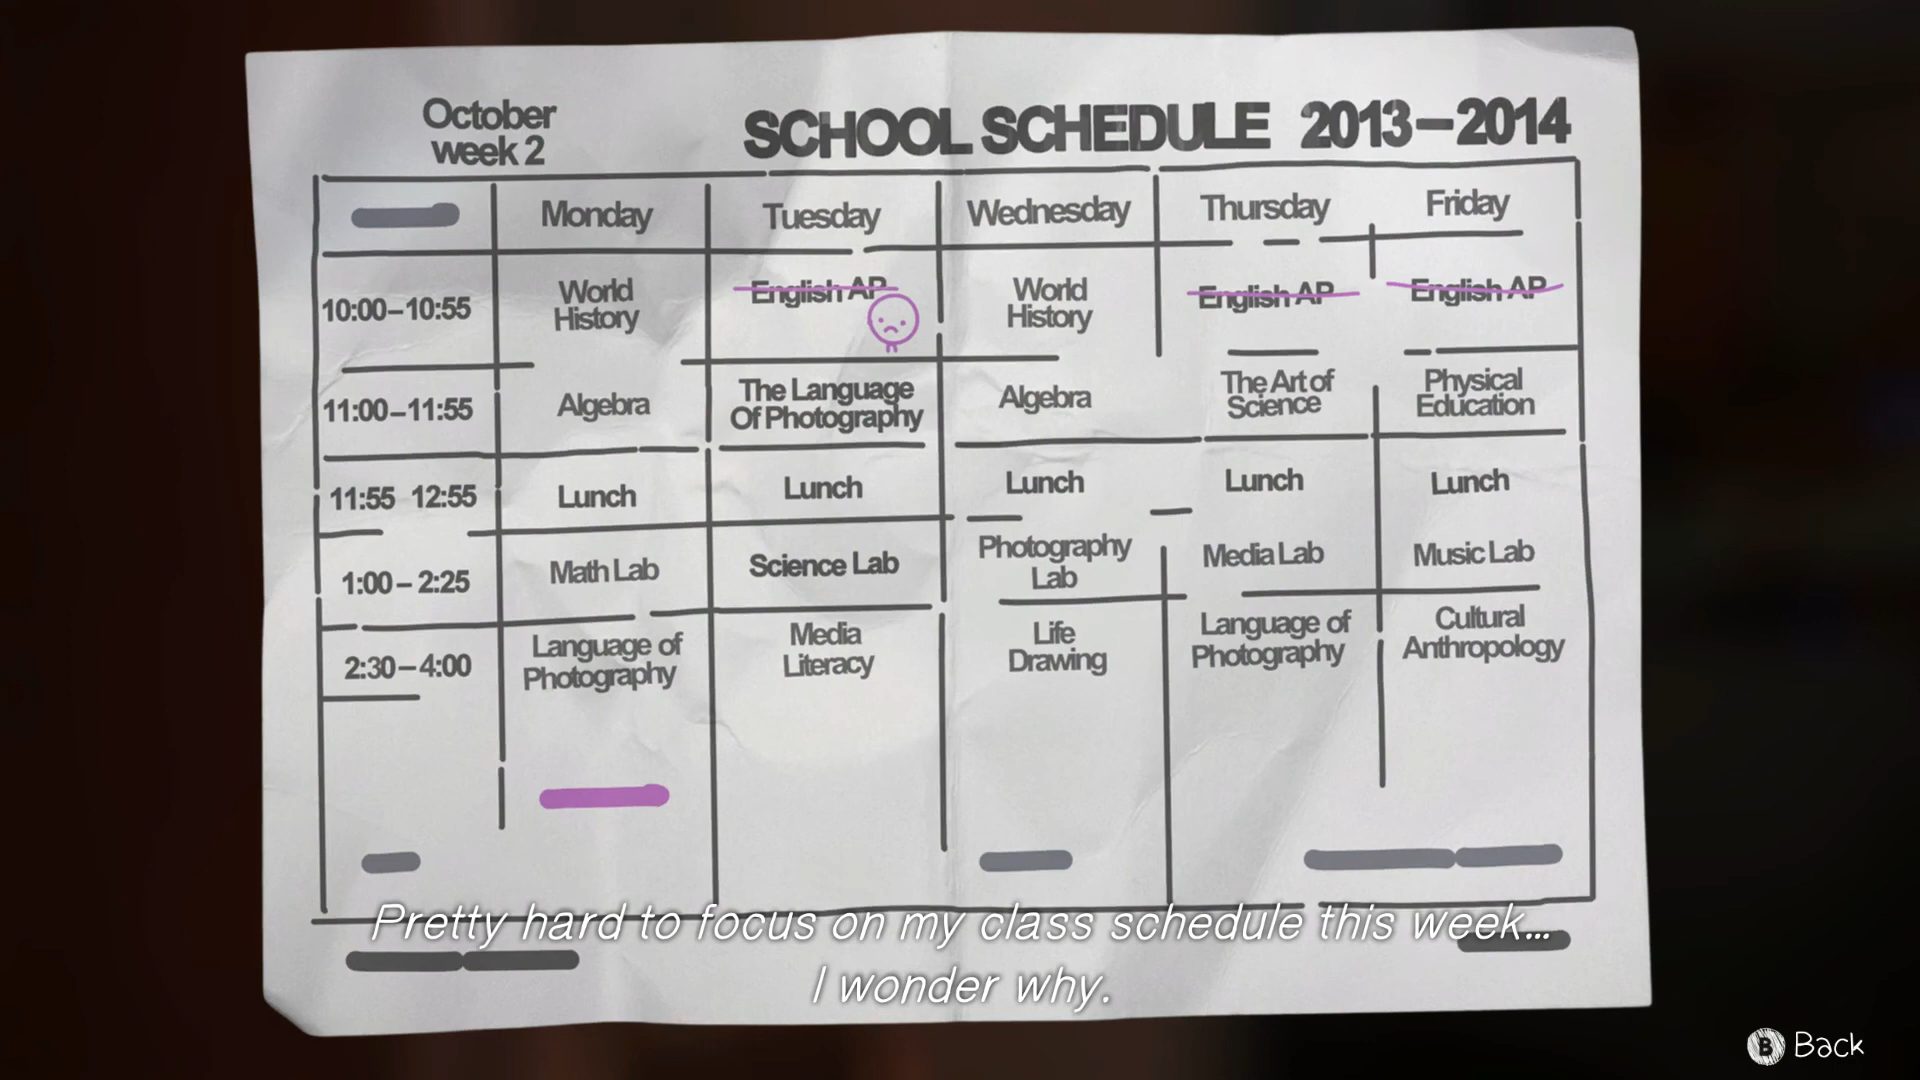 October
week 2
SCHOOL SCHEDULE 2013-2014
Monday
Tuesday
Wednesday
Thursday
Friday
10:00-10:55
World
History
English AP
World
History
English AP
English AP
11:00-11:55
Algebra
The Language
Of Photography
Algebra
The Art of
Science
Physical
Education
11:55 12:55
Lunch
Lunch
Lunch
Lunch
Lunch
1:00-2:25
Math Lab
Science Lab
Photography
Lab
Media Lab
Music Lab
2:30-4:00
Language of
Photography
Media
Literacy
Life
Drawing
Language of
Photography
Cultural
Anthropology
Pretty hard to focus on my class schedule this week...
I wonder why.
B Back